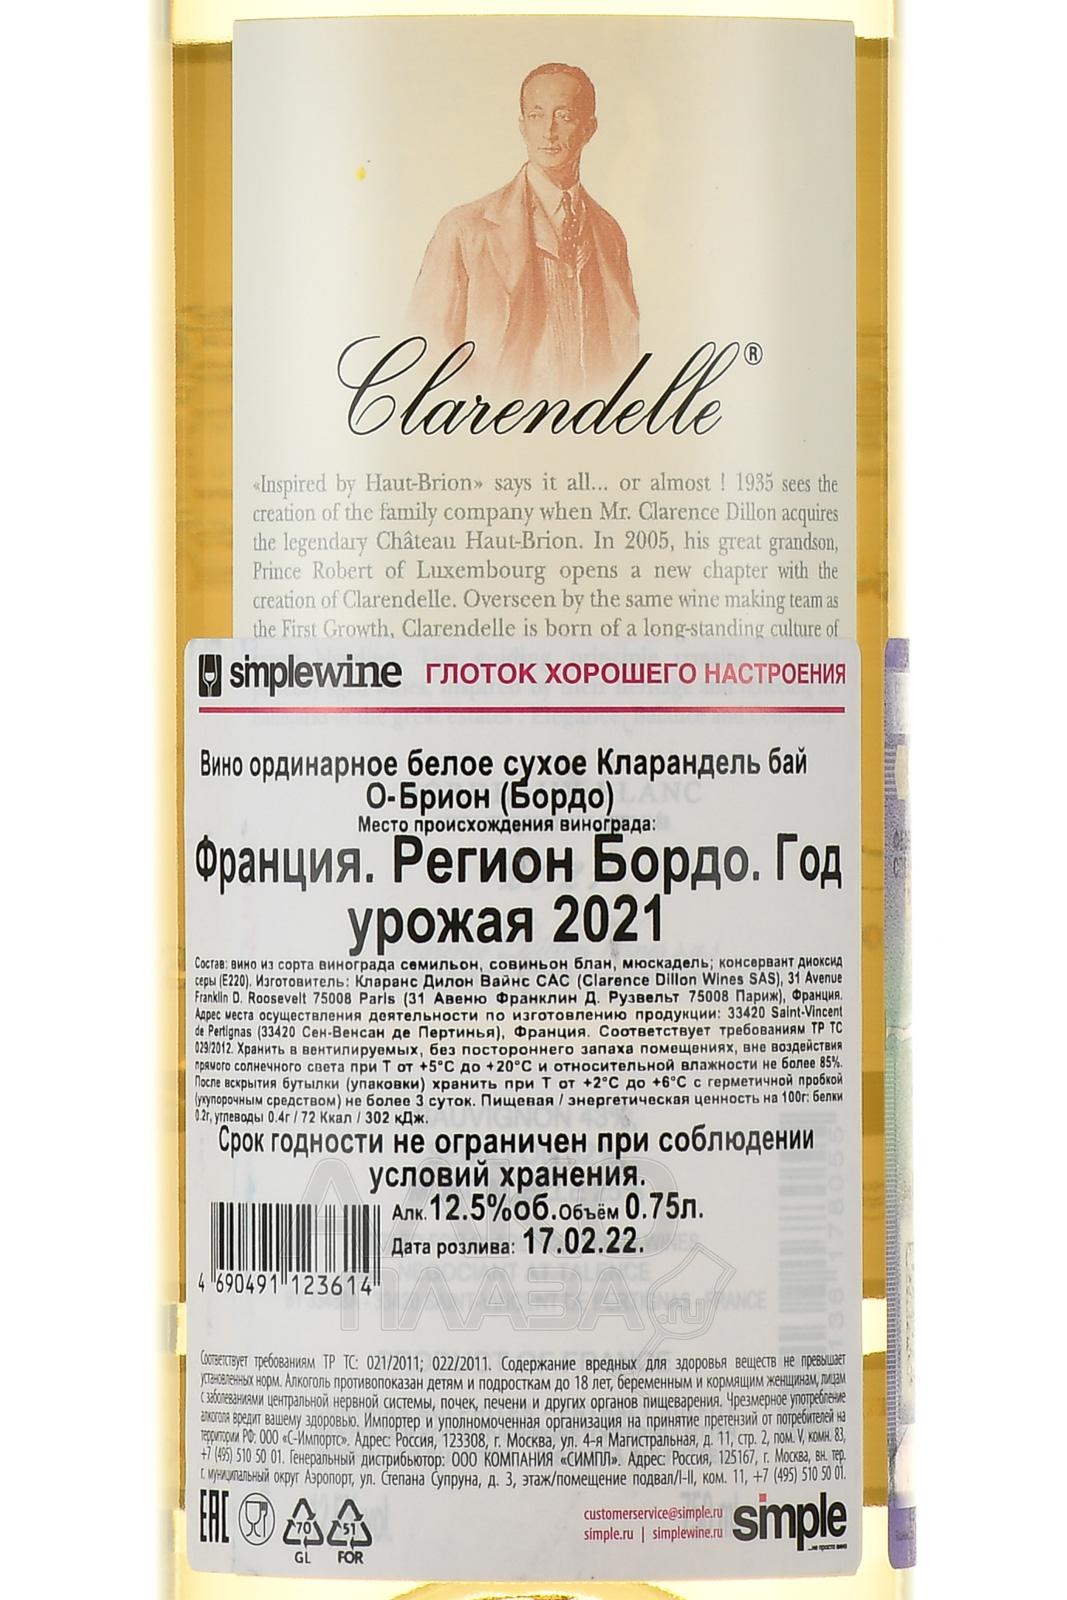 Clarendelle®
«Inspired by Haut-Brion» says it all... or almost ! 1935 sees the
creation of the family company when Mr. Clarence Dillon acquires
the legendary Château Haut-Brion. In 2005, his great grandson,
Prince Robert of Luxembourg opens a new chapter with the
creation of Clarendelle. Overseen by the same wine making team as
the First Growth, Clarendelle is born of a long-standing culture of
simplewine ГЛОТОК ХОРОШЕГО НАСТРОЕНИЯ
Вино ординарное белое сухое Кларандель бай
О-Брион (Бордо)
Место происхождения винограда:
Франция. Регион Бордо. Год
урожая 2021
Состав: вино из сорта винограда семильон, совиньон блан, мюскадель; консервант диоксид
серы (E220). Изготовитель: Кларанс Дилон Вайнс САС (Clarence Dillon Wines SAS), 31 Avenue
Franklin D. Roosevelt 75008 Paris (31 Авеню Франклин Д. Рузвельт 75008 Париж), Франция.
Адрес места осуществления деятельности по изготовлению продукции: 33420 Saint-Vincent
de Pertignas (33420 Сен-Венсан де Пертинья), Франция. Соответствует требованиям ТР ТС
029/2012. Хранить в вентилируемых, без постороннего запаха помещениях, вне воздействия
прямого солнечного света при Т от +5°С до +20°С и относительной влажности не более 85%.
После вскрытия бутылки (упаковки) хранить при Т от +2°С до +6°С с герметичной пробкой
(укупорочным средством) не более 3 суток. Пищевая / энергетическая ценность на 100г: белки
0.2г, углеводы 0.4г / 72 Ккал / 302 кДж.
Срок годности не ограничен при соблюдении
условий хранения.
Алк. 12.5%об. Объём 0.75л.
Дата розлива: 17.02.22.
4 690491 123614
АЛКО
ПЛАЗА.ru
Соответствует требованиям ТР ТС: 021/2011; 022/2011. Содержание вредных для здоровья веществ не превышает
установленных норм. Алкоголь противопоказан детям и подросткам до 18 лет, беременным и кормящим женщинам, лицам
с заболеваниями центральной нервной системы, почек, печени и других органов пищеварения. Чрезмерное употребление
алкоголя вредит вашему здоровью. Импортер и уполномоченная организация на принятие претензий от потребителей на
территории РФ: ООО «С-Импортс». Адрес: Россия, 123308, г. Москва, ул. 4-я Магистральная, д. 11, стр. 2, пом. V, комн. 83,
+7 (495) 510 50 01. Генеральный дистрибьютор: ООО КОМПАНИЯ «СИМПЛ». Адрес: Россия, 125167, г. Москва, вн. тер.
г. муниципальный округ Аэропорт, ул. Степана Супруна, д. 3, этаж/помещение подвал/I-II, ком. 11, +7 (495) 510 50 01.
EAC
70
GL
51
FOR
customerservice@simple.ru
simple.ru | simplewine.ru
simple
...не просто вино